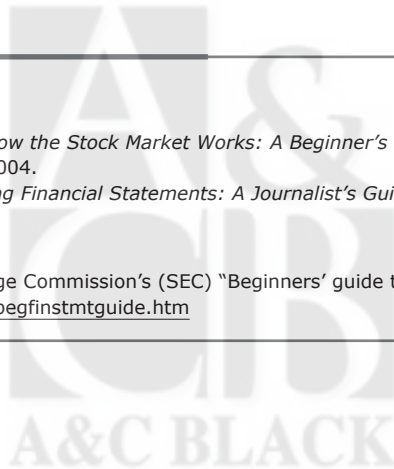 ow the Stock Market Works: A Beginner's
004.
ng Financial Statements: A Journalist's Gui
ge Commission's (SEC) “Beginners’ guide t
begfinstmtguide.htm
A&
CB
A&C BLACK